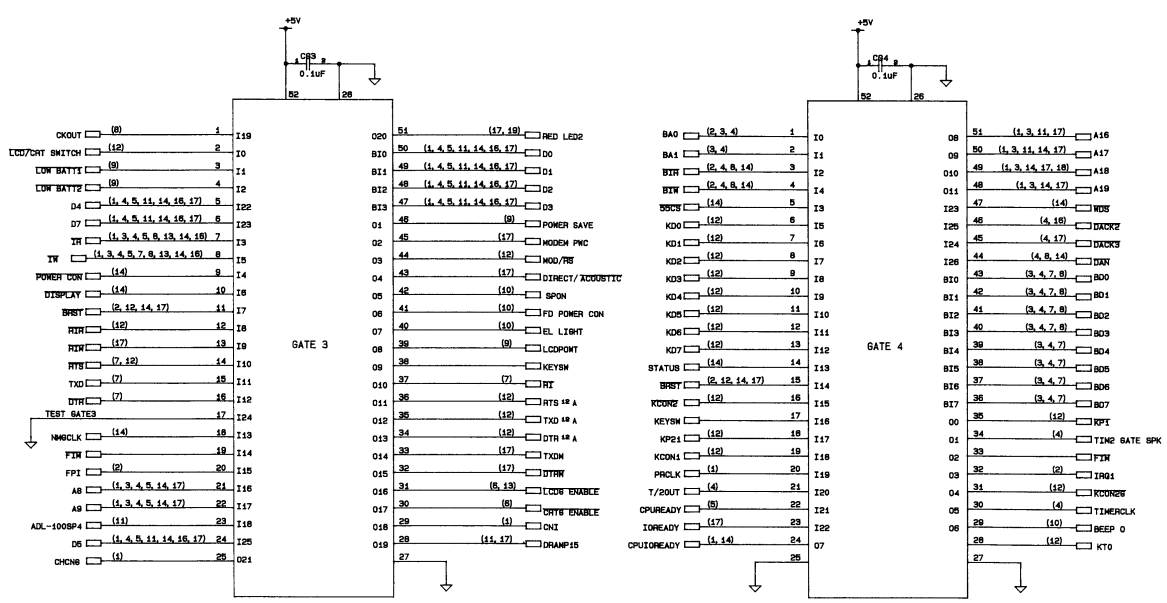 +5V
1 C93 2
0.1uF
52 26
CKOUT (8) 1 I19
LCD/CRT SWITCH (12) 2 I0
LOW BATT1 (9) 3 I1
LOW BATT2 (9) 4 I2
D4 (1, 4, 5, 11, 14, 16, 17) 5 I22
D7 (1, 4, 5, 11, 14, 16, 17) 6 I23
IR (1, 3, 4, 5, 8, 13, 14, 16) 7 I3
IW (1, 3, 4, 5, 7, 8, 13, 14, 16) 8 I5
POWER CON (14) 9 I4
DISPLAY (14) 10 I6
BRST (2, 12, 14, 17) 11 I7
RIR (12) 12 I8
RIW (17) 13 I9
RTS (7, 12) 14 I10
TXD (7) 15 I11
DTR (7) 16 I12
TEST GATE3 17 I24
NMGCLK (14) 18 I13
FIW 19 I14
FPI (2) 20 I15
A8 (1, 3, 4, 5, 14, 17) 21 I16
A9 (1, 3, 4, 5, 14, 17) 22 I17
ADL-100SP4 (11) 23 I18
D5 (1, 4, 5, 11, 14, 16, 17) 24 I25
CHCNG (1) 25 O21
GATE 3
O20 51 (17, 19) RED LED2
BI0 50 (1, 4, 5, 11, 14, 16, 17) D0
BI1 49 (1, 4, 5, 11, 14, 16, 17) D1
BI2 48 (1, 4, 5, 11, 14, 16, 17) D2
BI3 47 (1, 4, 5, 11, 14, 16, 17) D3
O1 46 (9) POWER SAVE
O2 45 (17) MODEM PWC
O3 44 (12) MOD/RS
O4 43 (17) DIRECT/ACOUSTIC
O5 42 (10) SPON
O6 41 (10) FD POWER CON
O7 40 (10) EL LIGHT
O8 39 (9) LCDPOWT
O9 38 KEYSW
O10 37 (7) RI
O11 36 (12) RTS 12 A
O12 35 (12) TXD 12 A
O13 34 (12) DTR 12 A
O14 33 (17) TXDM
O15 32 (17) DTRM
O16 31 (6, 13) LCDG ENABLE
O17 30 (6) CRTG ENABLE
O18 29 (1) CNI
O19 28 (11, 17) DRAMP15
27
+5V
1 C94 2
0.1uF
52 26
BA0 (2, 3, 4) 1 I0
BA1 (3, 4) 2 I1
BIR (2, 4, 8, 14) 3 I2
BIW (2, 4, 8, 14) 4 I4
55CS (14) 5 I3
KD0 (12) 6 I5
KD1 (12) 7 I6
KD2 (12) 8 I7
KD3 (12) 9 I8
KD4 (12) 10 I9
KD5 (12) 11 I10
KD6 (12) 12 I11
KD7 (12) 13 I12
STATUS (14) 14 I13
BRST (2, 12, 14, 17) 15 I14
KCON2 (12) 16 I15
KEYSW 17 I16
KP21 (12) 18 I17
KCON1 (12) 19 I18
PRCLK (1) 20 I19
T/2OUT (4) 21 I20
CPUREADY (5) 22 I21
IOREADY (17) 23 I22
CPUIOREADY (1, 14) 24 O7
25
GATE 4
O8 51 (1, 3, 11, 17) A16
O9 50 (1, 3, 11, 14, 17) A17
O10 49 (1, 3, 14, 17, 18) A18
O11 48 (1, 3, 14, 17) A19
I23 47 (14) WDS
I25 46 (4, 16) DACK2
I24 45 (4, 17) DACK3
I26 44 (4, 8, 14) DAN
BI0 43 (3, 4, 7, 8) BD0
BI1 42 (3, 4, 7, 8) BD1
BI2 41 (3, 4, 7, 8) BD2
BI3 40 (3, 4, 7, 8) BD3
BI4 39 (3, 4, 7) BD4
BI5 38 (3, 4, 7) BD5
BI6 37 (3, 4, 7) BD6
BI7 36 (3, 4, 7) BD7
O0 35 (12) KPI
O1 34 (4) TIM2 GATE SPK
O2 33 FIW
O3 32 (2) IRQ1
O4 31 (12) KCON2G
O5 30 (4) TIMERCLK
O6 29 (10) BEEP O
28 (12) KTO
27